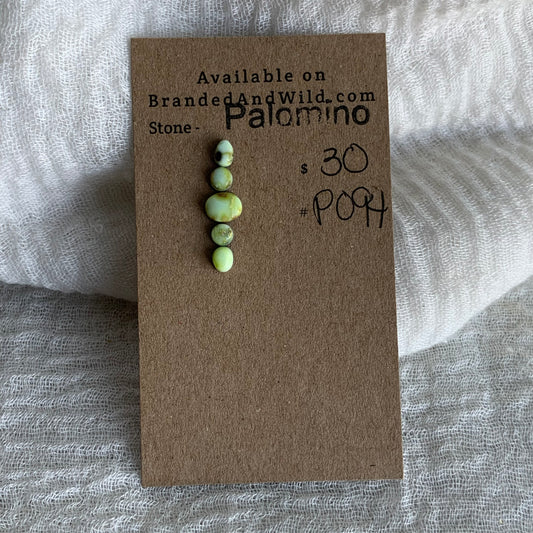 Available on
BrandedAndWild.com
Stone - Palomino
$ 30
# P094